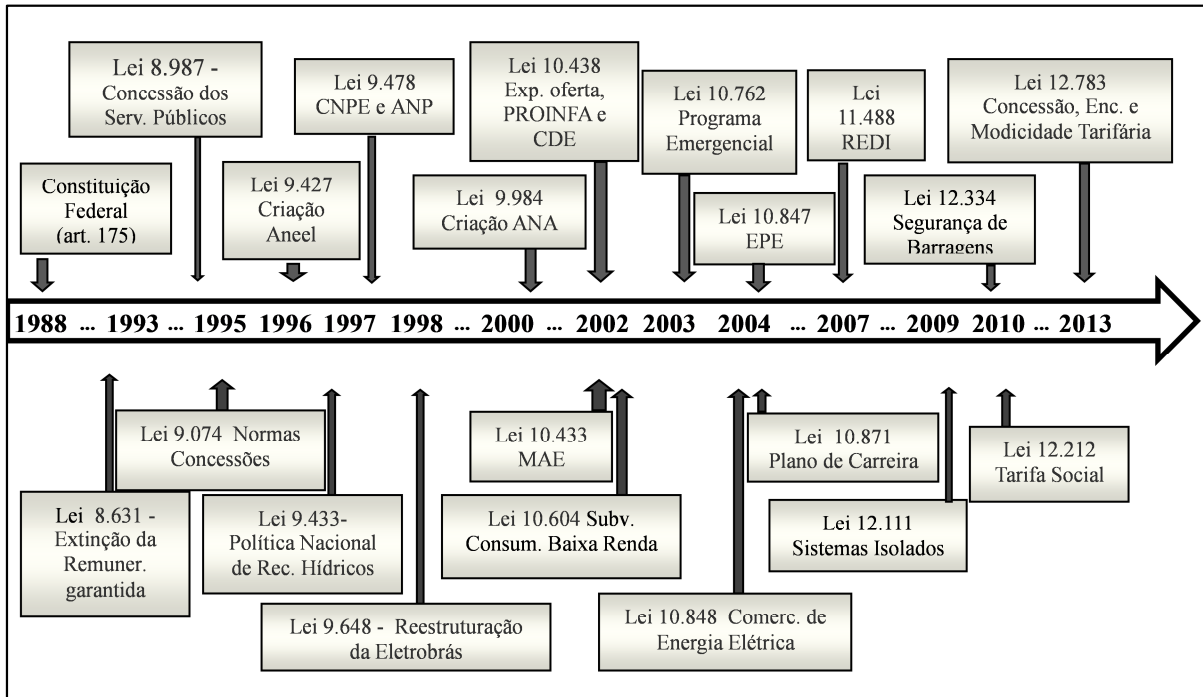 Lei 8.987 -
Concessão dos
Serv. Públicos
Lei 9.478
CNPE e ANP
Lei 10.438
Exp. oferta,
PROINFA e
CDE
Lei 10.762
Programa
Emergencial
Lei
11.488
REDI
Lei 12.783
Concessão, Enc. e
Modicidade Tarifária
Constituição
Federal
(art. 175)
Lei 9.427
Criação
Aneel
Lei 9.984
Criação ANA
Lei 10.847
EPE
Lei 12.334
Segurança de
Barragens
1988 ... 1993 ... 1995 1996 1997 1998 ... 2000 ... 2002 2003 2004 ... 2007 ... 2009 2010 ... 2013
Lei 9.074 Normas
Concessões
Lei 10.433
MAE
Lei 10.871
Plano de Carreira
Lei 12.212
Tarifa Social
Lei 8.631 -
Extinção da
Remuner.
garantida
Lei
9.433-
Política Nacional
de Rec. Hídricos
Lei 10.604 Subv.
Consum. Baixa Renda
Lei 12.111
Sistemas Isolados
Lei 9.648 - Reestruturação
da Eletrobrás
Lei 10.848 Comerc. de
Energia Elétrica